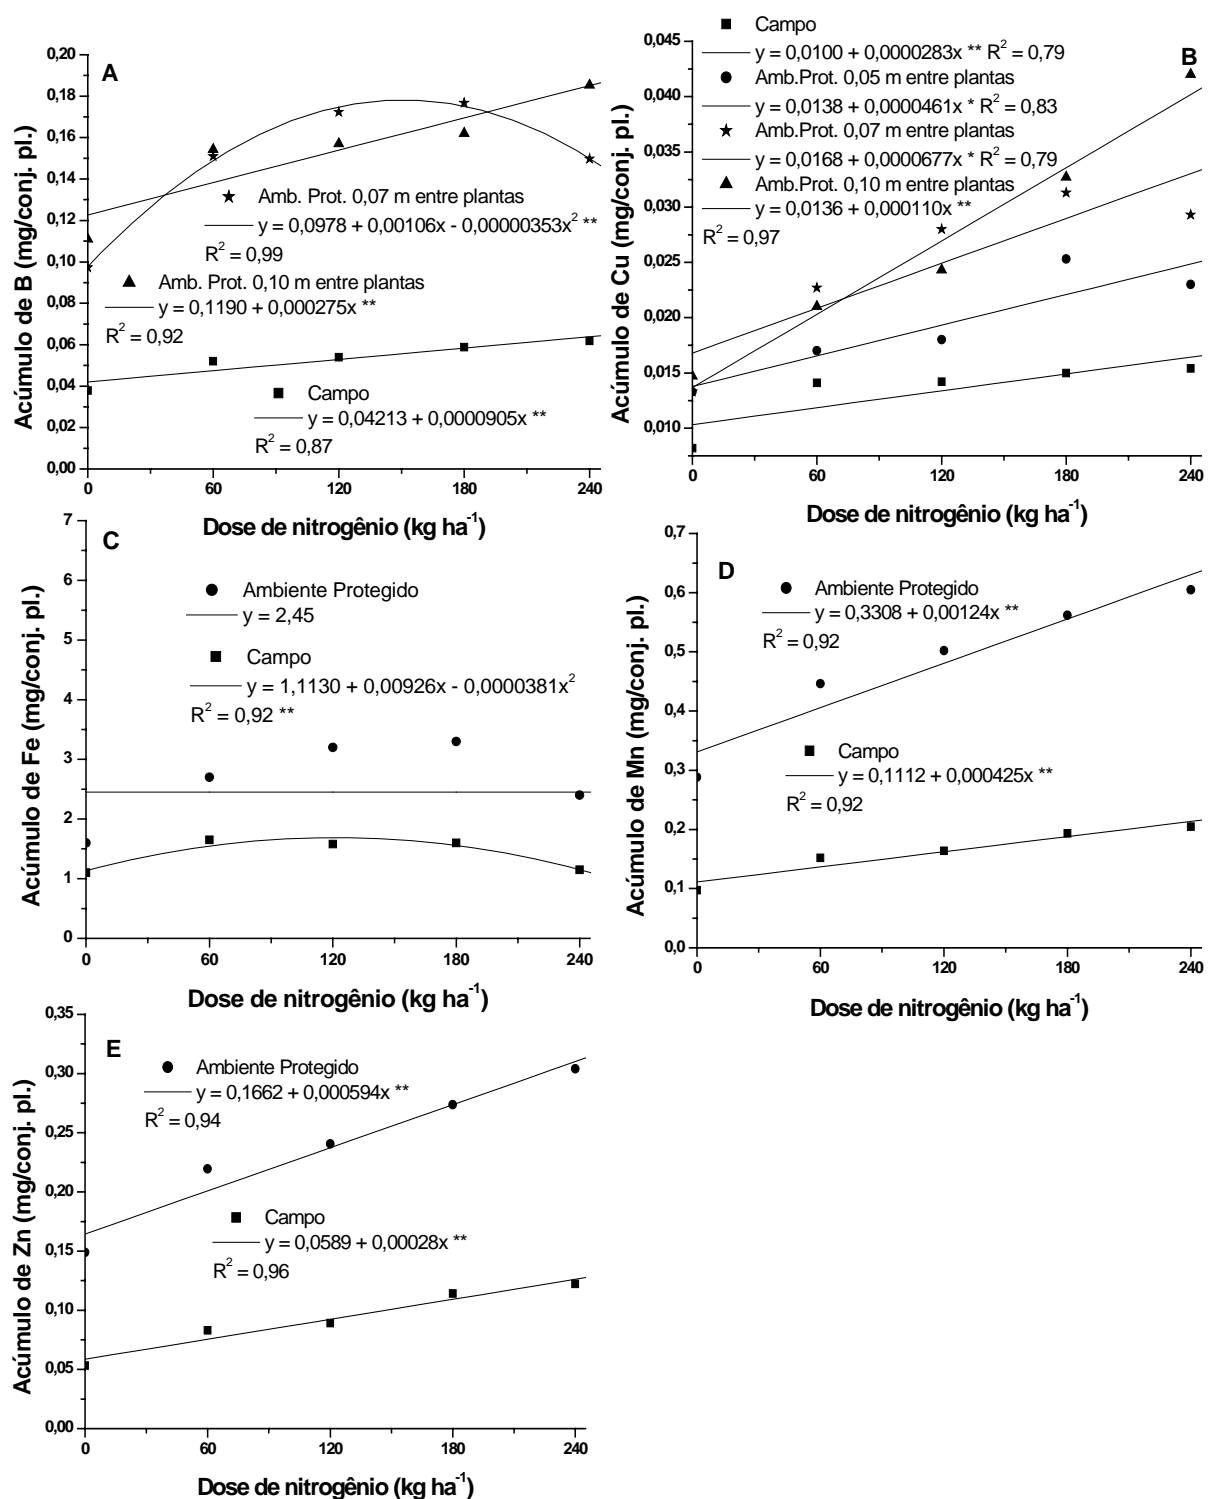 A
Acúmulo de B (mg/conj. pl.)
0,20
0,18
0,16
0,14
0,12
0,10
0,08
0,06
0,04
0,02
0,00
Amb. Prot. 0,07 m entre plantas
y = 0,0978 + 0,00106x - 0,00000353x² **
R² = 0,99
Amb. Prot. 0,10 m entre plantas
y = 0,1190 + 0,000275x **
R² = 0,92
Campo
y = 0,04213 + 0,0000905x **
R² = 0,87
0 60 120 180 240
Dose de nitrogênio (kg ha⁻¹)
B
Acúmulo de Cu (mg/conj. pl.)
Campo
y = 0,0100 + 0,0000283x ** R² = 0,79
Amb.Prot. 0,05 m entre plantas
y = 0,0138 + 0,0000461x * R² = 0,83
Amb.Prot. 0,07 m entre plantas
y = 0,0168 + 0,0000677x * R² = 0,79
Amb.Prot. 0,10 m entre plantas
y = 0,0136 + 0,000110x **
R² = 0,97
0,045
0,040
0,035
0,030
0,025
0,020
0,015
0,010
0 60 120 180 240
Dose de nitrogênio (kg ha⁻¹)
C
Acúmulo de Fe (mg/conj. pl.)
7
6
5
4
3
2
1
0
Ambiente Protegido
y = 2,45
Campo
y = 1,1130 + 0,00926x - 0,0000381x²
R² = 0,92 **
0 60 120 180 240
Dose de nitrogênio (kg ha⁻¹)
D
Acúmulo de Mn (mg/conj. pl.)
0,7
0,6
0,5
0,4
0,3
0,2
0,1
0,0
Ambiente Protegido
y = 0,3308 + 0,00124x **
R² = 0,92
Campo
y = 0,1112 + 0,000425x **
R² = 0,92
0 60 120 180 240
Dose de nitrogênio (kg ha⁻¹)
E
Acúmulo de Zn (mg/conj. pl.)
0,35
0,30
0,25
0,20
0,15
0,10
0,05
0,00
Ambiente Protegido
y = 0,1662 + 0,000594x **
R² = 0,94
Campo
y = 0,0589 + 0,00028x **
R² = 0,96
0 60 120 180 240
Dose de nitrogênio (kg ha⁻¹)